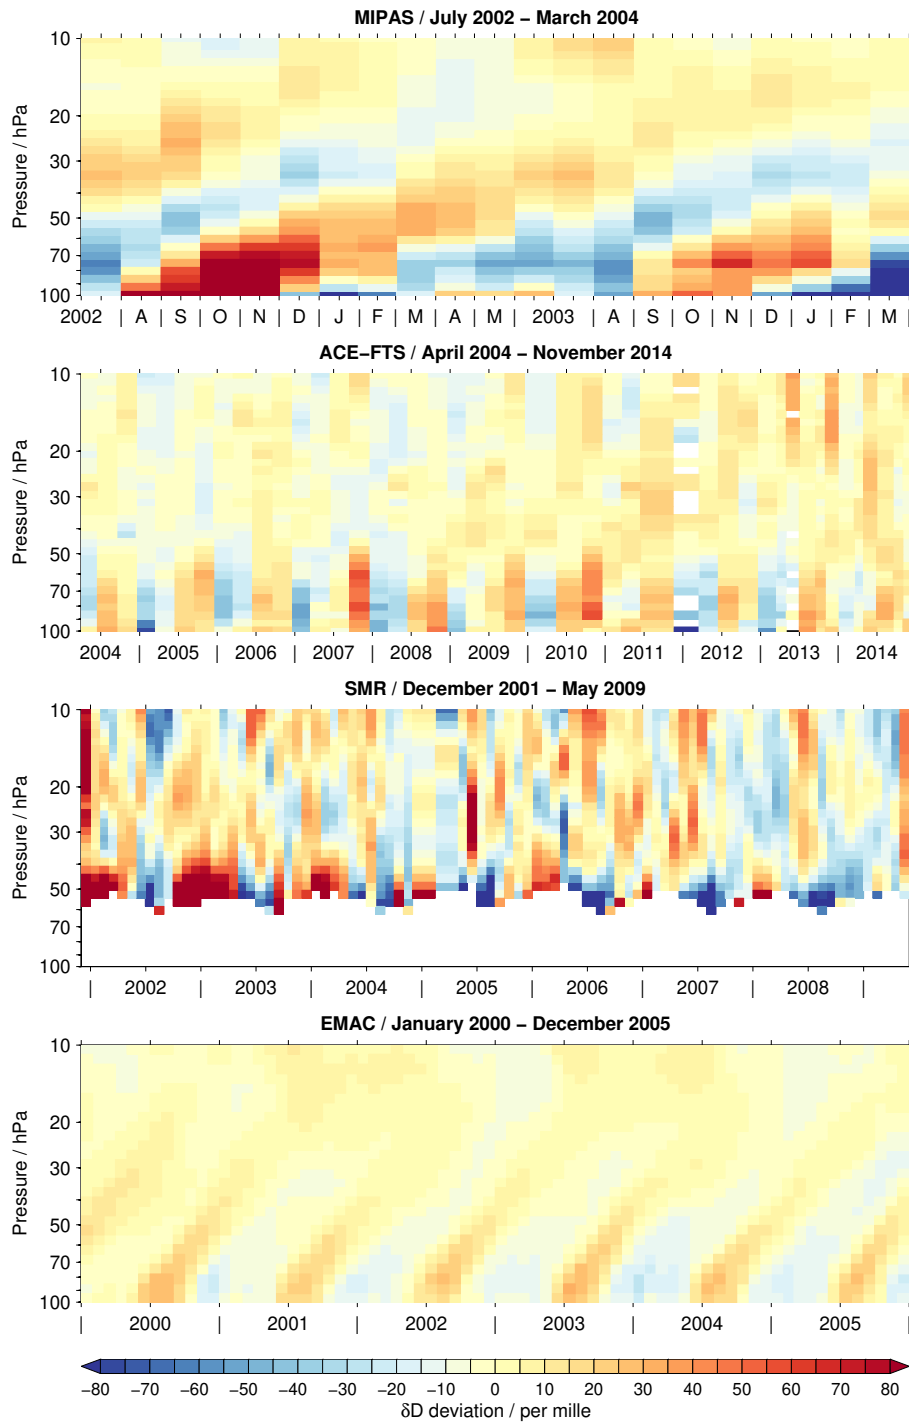 MIPAS / July 2002 − March 2004
10
20
30
50
70
100
Pressure / hPa
2002 | A | S | O | N | D | J | F | M | A | M | 2003 | A | S | O | N | D | J | F | M |
ACE−FTS / April 2004 − November 2014
10
20
30
50
70
100
Pressure / hPa
2004 | 2005 | 2006 | 2007 | 2008 | 2009 | 2010 | 2011 | 2012 | 2013 | 2014
SMR / December 2001 − May 2009
10
20
30
50
70
100
Pressure / hPa
| 2002 | 2003 | 2004 | 2005 | 2006 | 2007 | 2008 |
EMAC / January 2000 − December 2005
10
20
30
50
70
100
Pressure / hPa
| 2000 | 2001 | 2002 | 2003 | 2004 | 2005 |
−80 −70 −60 −50 −40 −30 −20 −10 0 10 20 30 40 50 60 70 80
δD deviation / per mille